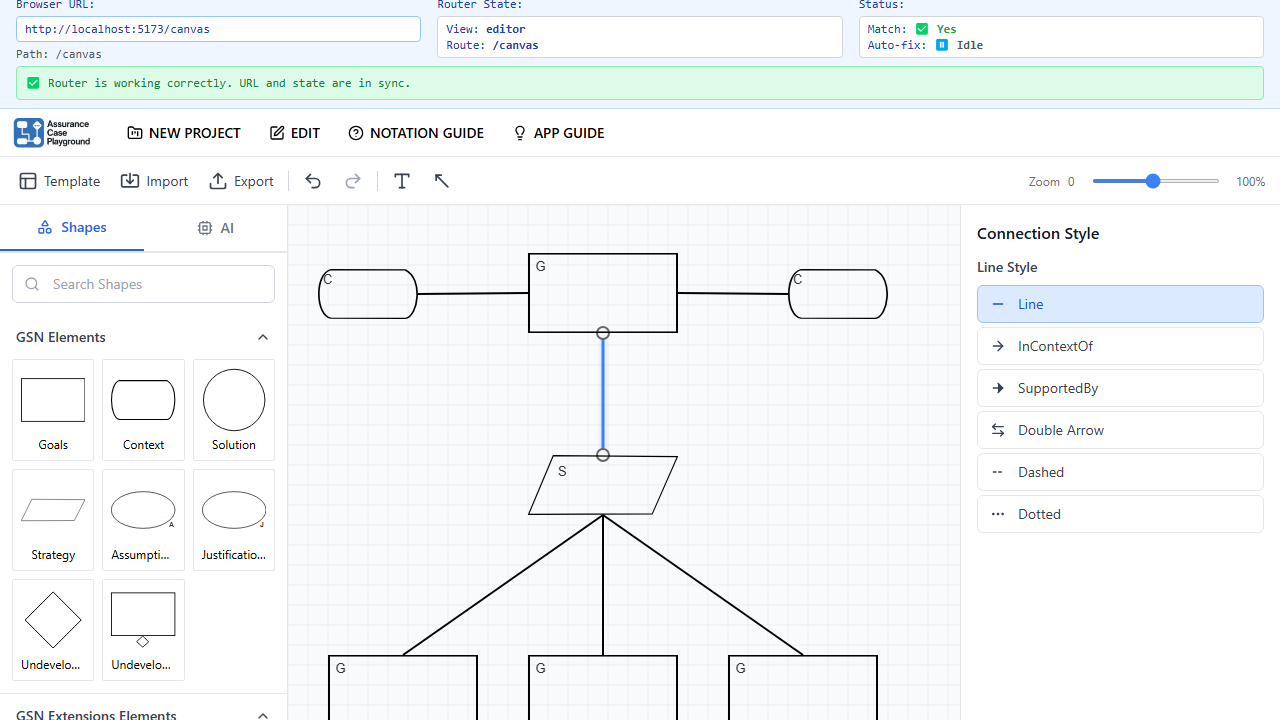 Browser URL:
http://localhost:5173/canvas
Path: /canvas
Router State:
View: editor
Route: /canvas
Status:
Match: ✅ Yes
Auto-fix: ⏸ Idle
✅ Router is working correctly. URL and state are in sync.
Assurance
Case
Playground
NEW PROJECT
EDIT
NOTATION GUIDE
APP GUIDE
Template
Import
Export
Zoom 0
100%
Shapes
AI
Search Shapes
GSN Elements
Goals
Context
Solution
A
J
Strategy
Assumpti...
Justificatio...
Undevelo...
Undevelo...
GSN Extensions Elements
C
G
C
S
G
G
G
Connection Style
Line Style
Line
InContextOf
SupportedBy
Double Arrow
Dashed
Dotted